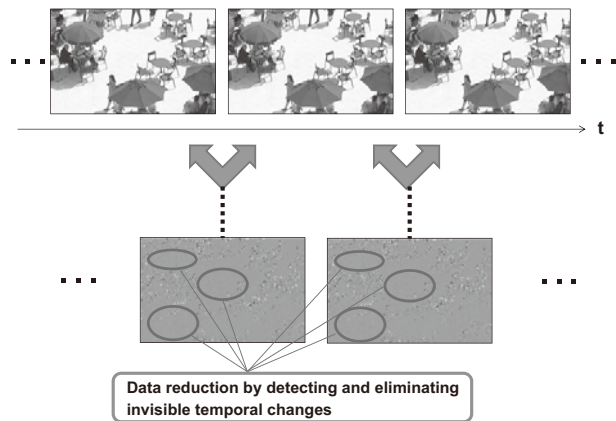 t
Data reduction by detecting and eliminating
invisible temporal changes